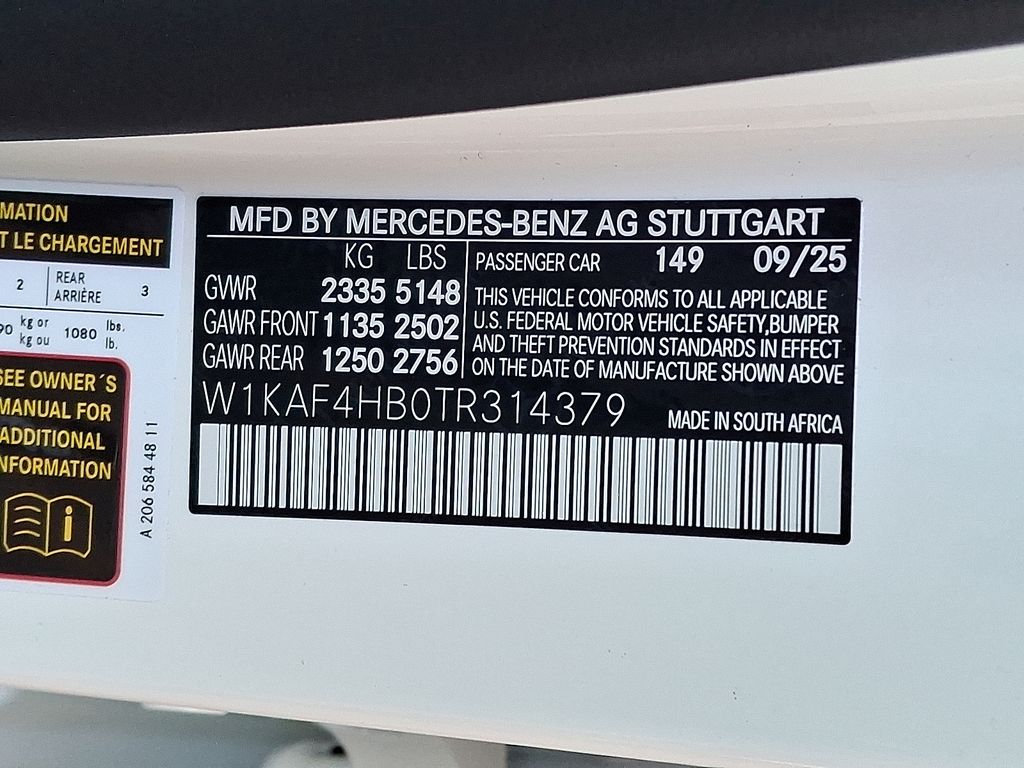 MATION
T LE CHARGEMENT
2 REAR ARRIÈRE 3
90 kg or kg ou 1080 lbs. lb.
SEE OWNER´S
MANUAL FOR
ADDITIONAL
NFORMATION
A 206 584 48 11
MFD BY MERCEDES-BENZ AG STUTTGART
KG LBS
GVWR 2335 5148
GAWR FRONT 1135 2502
GAWR REAR 1250 2756
PASSENGER CAR 149 09/25
THIS VEHICLE CONFORMS TO ALL APPLICABLE
U.S. FEDERAL MOTOR VEHICLE SAFETY,BUMPER
AND THEFT PREVENTION STANDARDS IN EFFECT
ON THE DATE OF MANUFACTURE SHOWN ABOVE
W1KAF4HB0TR314379
MADE IN SOUTH AFRICA